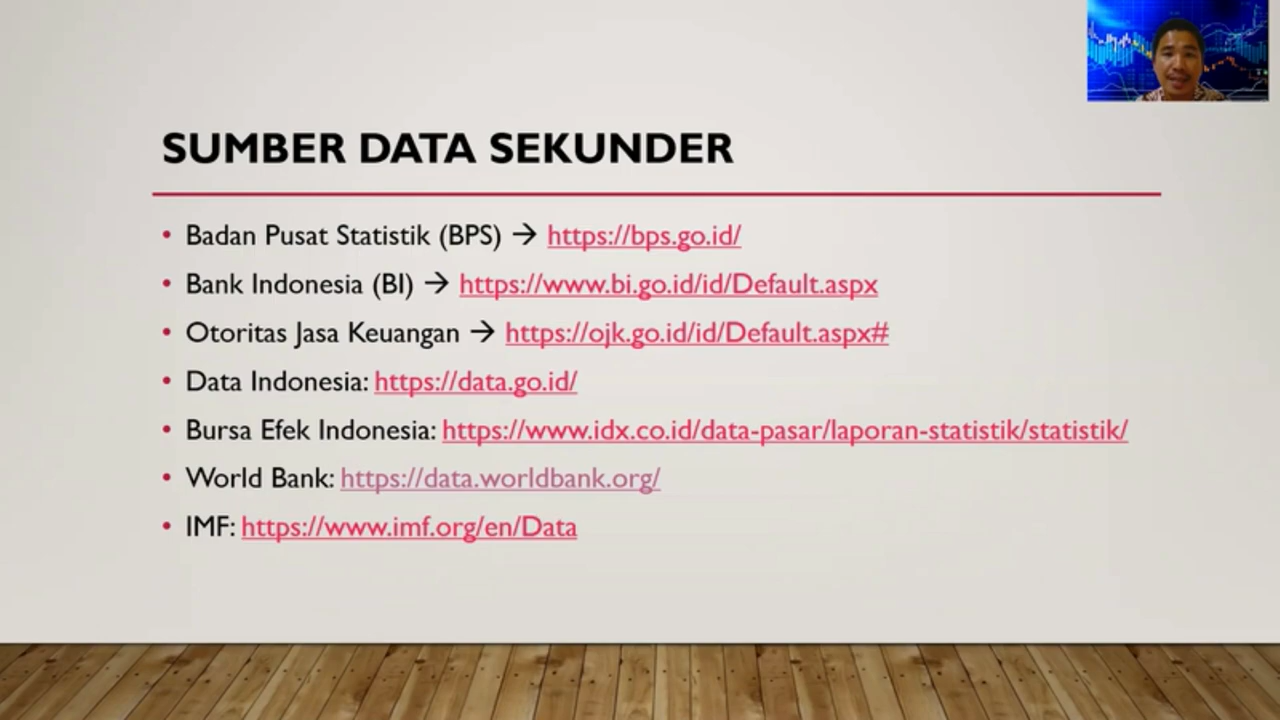 SUMBER DATA SEKUNDER
• Badan Pusat Statistik (BPS) → https://bps.go.id/
• Bank Indonesia (BI) → https://www.bi.go.id/id/Default.aspx
• Otoritas Jasa Keuangan → https://ojk.go.id/id/Default.aspx#
• Data Indonesia: https://data.go.id/
• Bursa Efek Indonesia: https://www.idx.co.id/data-pasar/laporan-statistik/statistik/
• World Bank: https://data.worldbank.org/
• IMF: https://www.imf.org/en/Data